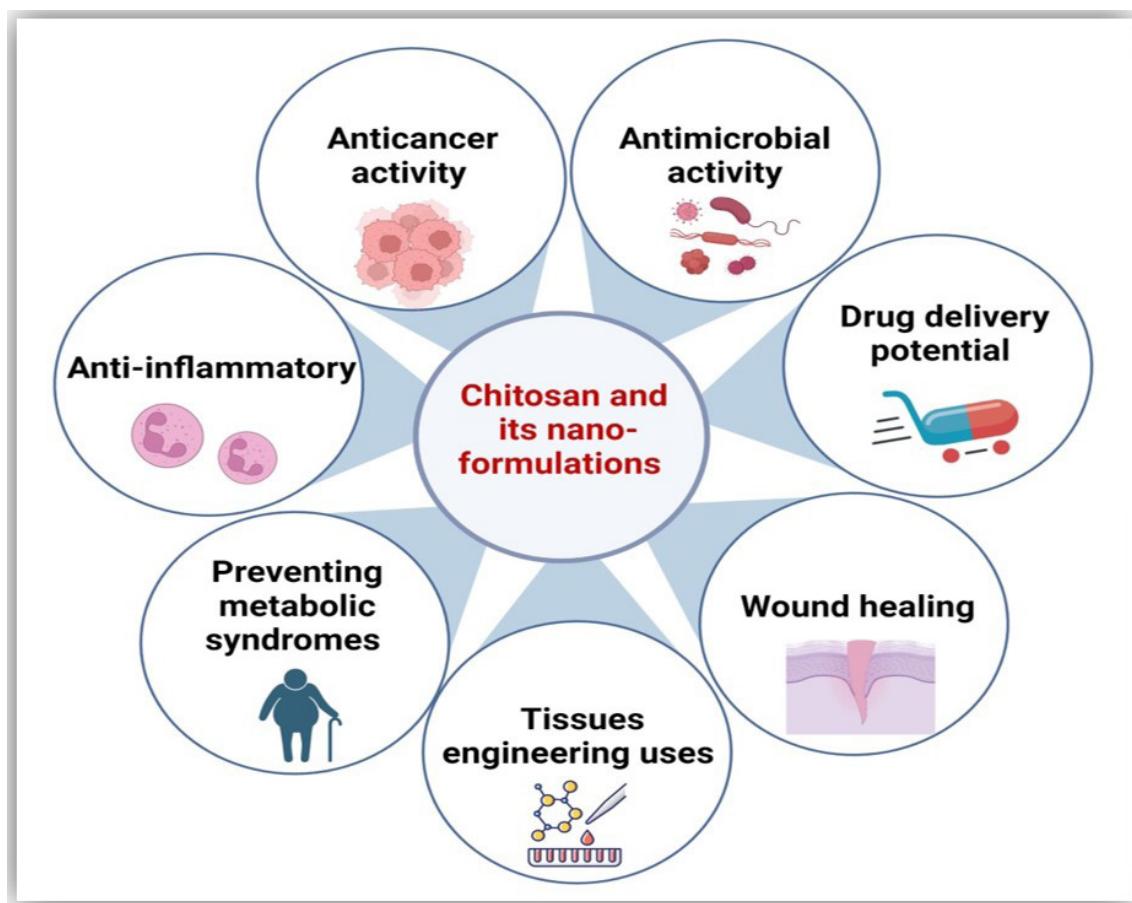 Anticancer
activity
Antimicrobial
activity
Drug delivery
potential
Anti-inflammatory
Chitosan and
its nano-
formulations
Preventing
metabolic
syndromes
Wound healing
Tissues
engineering uses